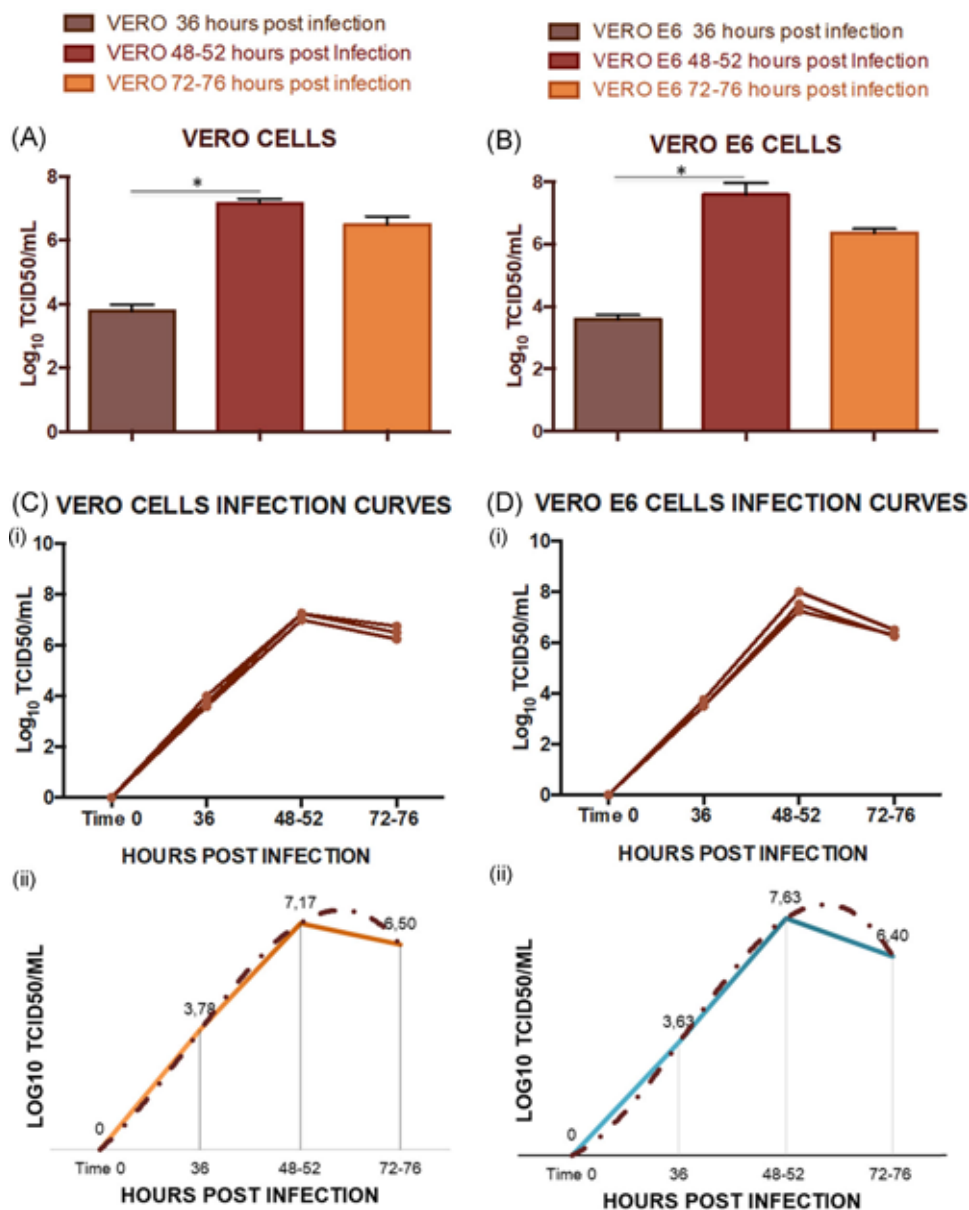 VERO 36 hours post infection
VERO 48-52 hours post Infection
VERO 72-76 hours post infection
VERO E6 36 hours post infection
VERO E6 48-52 hours post Infection
VERO E6 72-76 hours post infection
(A) VERO CELLS
*
8
6
4
2
0
Log10 TCID50/mL
(B) VERO E6 CELLS
*
8
6
4
2
0
Log10 TCID50/mL
(C) VERO CELLS INFECTION CURVES
(i)
10
8
6
4
2
0
Log10 TCID50/mL
Time 0 36 48-52 72-76
HOURS POST INFECTION
(ii)
7,17
6,50
3,78
0
LOG10 TCID50/ML
Time 0 36 48-52 72-76
HOURS POST INFECTION
(D) VERO E6 CELLS INFECTION CURVES
(i)
10
8
6
4
2
0
Log10 TCID50/mL
Time 0 36 48-52 72-76
HOURS POST INFECTION
(ii)
7,63
6,40
3,63
0
LOG10 TCID50/ML
Time 0 36 48-52 72-76
HOURS POST INFECTION